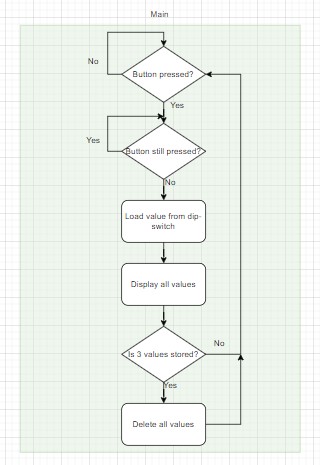 Main
Button pressed?
No
Yes
Yes
Button still pressed?
No
Load value from dip-
switch
Display all values
No
Is 3 values stored?
Yes
Delete all values